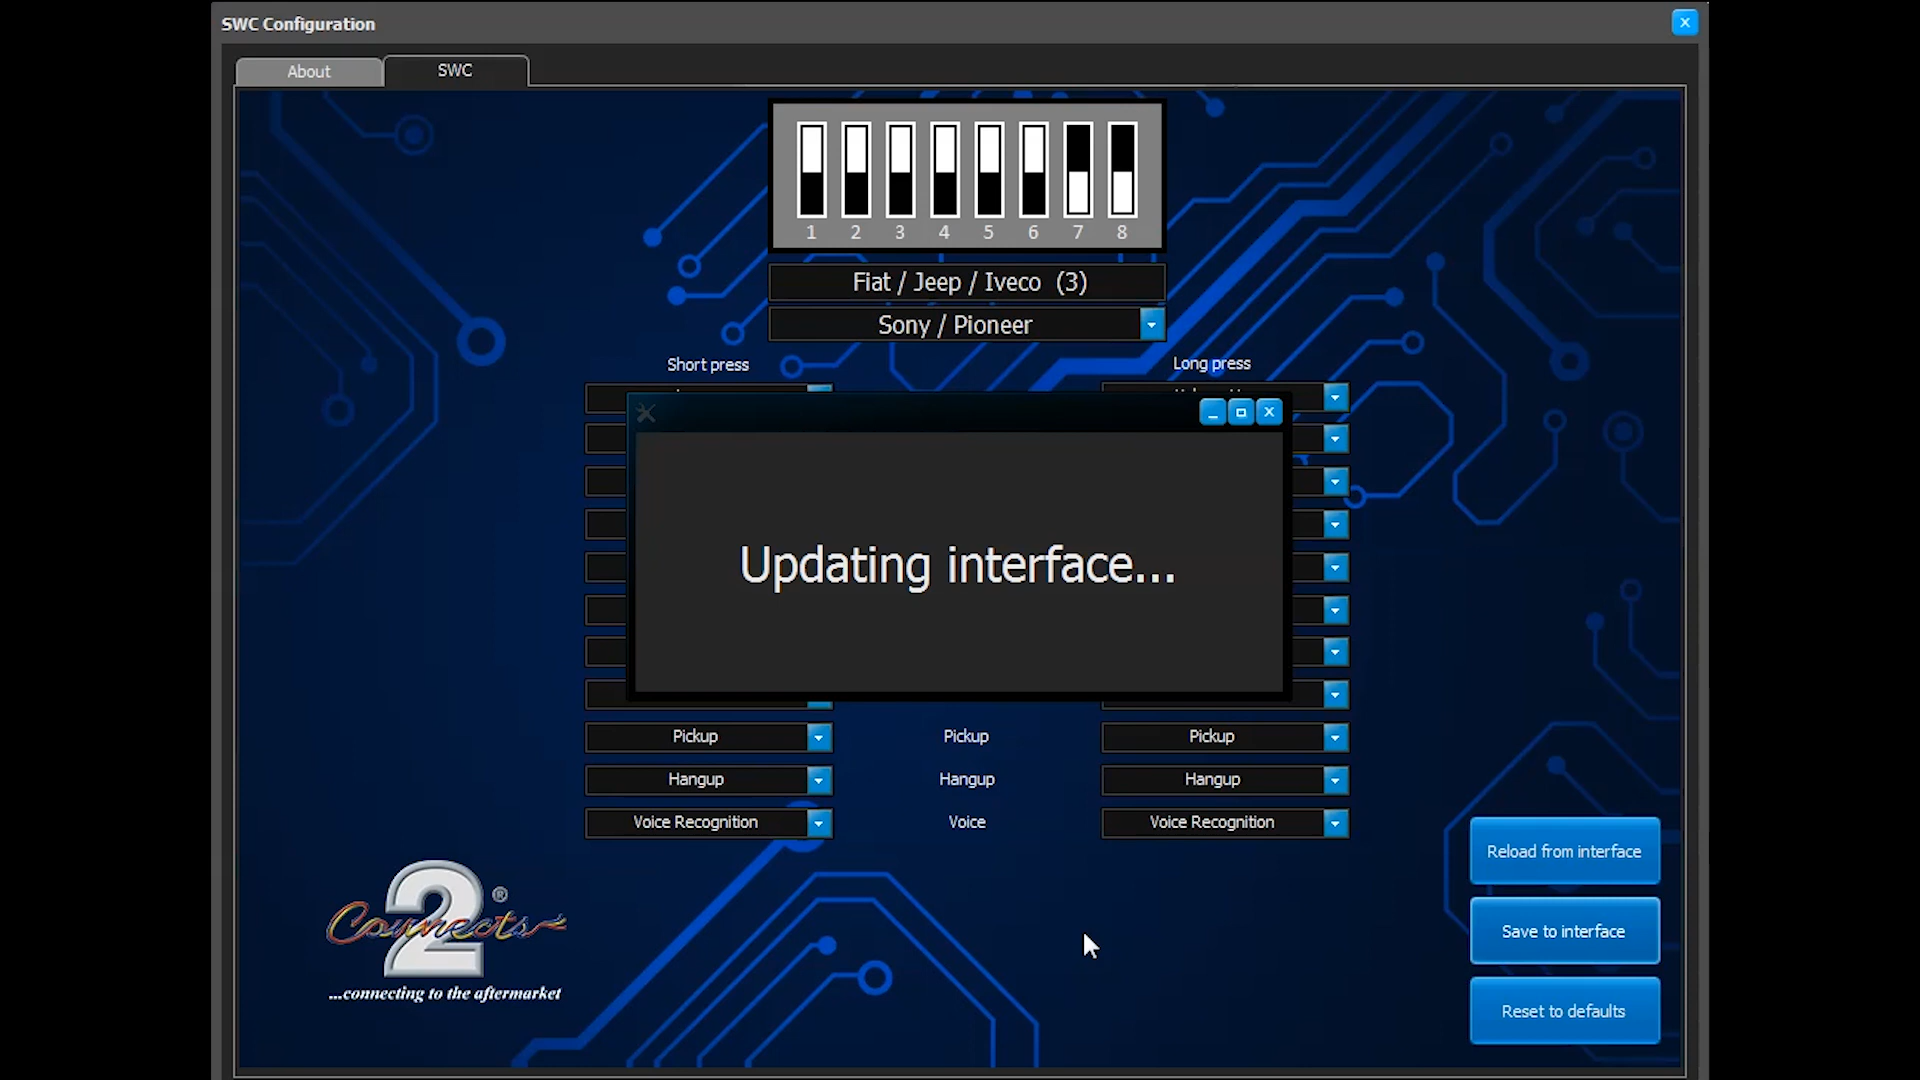 SWC Configuration
About
SWC
1 2 3 4 5 6 7 8
Fiat / Jeep / Iveco (3)
Sony / Pioneer
Short press
Long press
Updating interface...
Pickup Pickup Pickup
Hangup Hangup Hangup
Voice Recognition Voice Voice Recognition
Reload from interface
Save to interface
Reset to defaults
Connects 2 ®
...connecting to the aftermarket